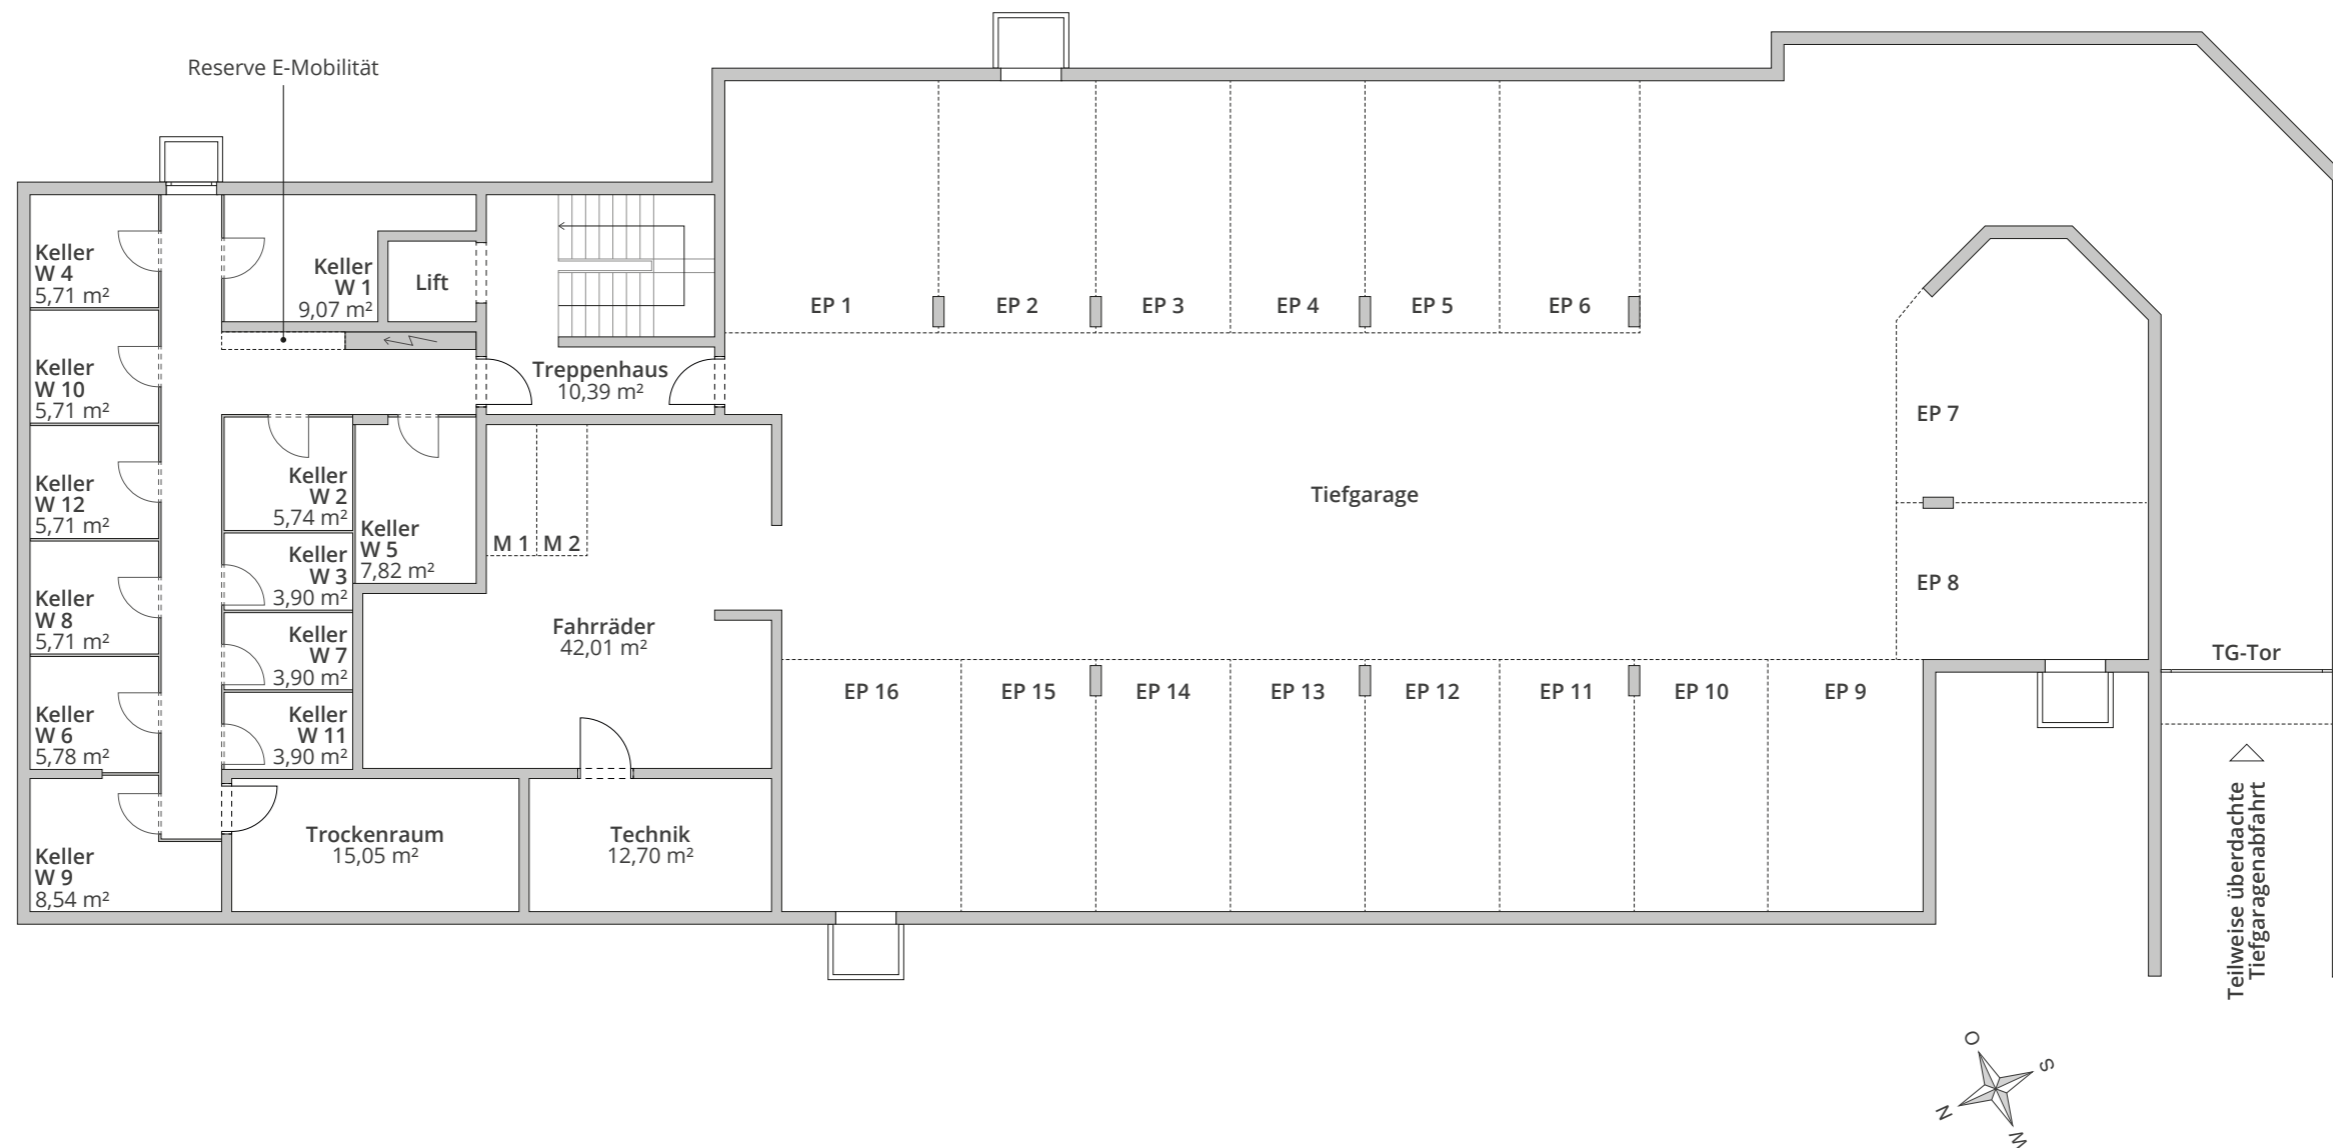 Reserve E-Mobilität
Keller
W 4
5,71 m²
Keller
W 1
9,07 m²
Lift
EP 1
EP 2
EP 3
EP 4
EP 5
EP 6
Keller
W 10
5,71 m²
Treppenhaus
10,39 m²
EP 7
Keller
W 12
5,71 m²
Keller
W 2
5,74 m²
Keller
W 5
7,82 m²
M 1
M 2
Tiefgarage
Keller
W 3
3,90 m²
EP 8
Keller
W 8
5,71 m²
Keller
W 7
3,90 m²
Fahrräder
42,01 m²
TG-Tor
Keller
W 6
5,78 m²
Keller
W 11
3,90 m²
EP 16
EP 15
EP 14
EP 13
EP 12
EP 11
EP 10
EP 9
Keller
W 9
8,54 m²
Trockenraum
15,05 m²
Technik
12,70 m²
Teilweise überdachte
Tiefgaragenabfahrt
O
S
N
W